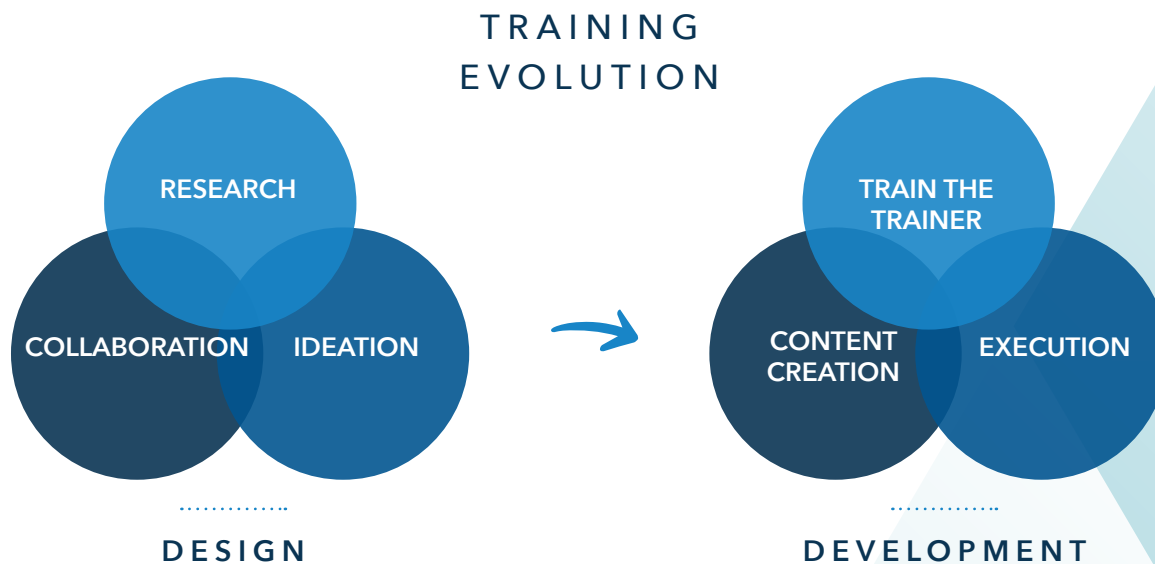 TRAINING
EVOLUTION
RESEARCH
COLLABORATION
IDEATION
DESIGN
TRAIN THE
TRAINER
CONTENT
CREATION
EXECUTION
DEVELOPMENT